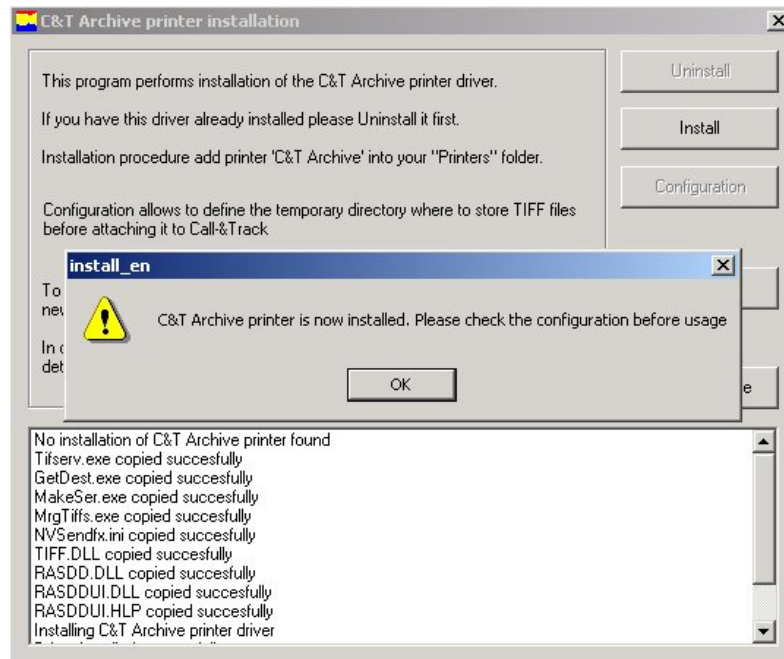 C&T Archive printer installation
This program performs installation of the C&T Archive printer driver.
If you have this driver already installed please Uninstall it first.
Installation procedure add printer 'C&T Archive' into your "Printers" folder.
Configuration allows to define the temporary directory where to store TIFF files
before attaching it to Call-&Track
Uninstall
Install
Configuration
install_en
To
C&T Archive printer is now installed. Please check the configuration before usage
In
det
OK
e
No installation of C&T Archive printer found
Tifserv.exe copied succesfully
GetDest.exe copied succesfully
MakeSer.exe copied succesfully
MrgTiffs.exe copied succesfully
NVSendfx.ini copied succesfully
TIFF.DLL copied succesfully
RASDD.DLL copied succesfully
RASDDUI.DLL copied succesfully
RASDDUI.HLP copied succesfully
Installing C&T Archive printer driver